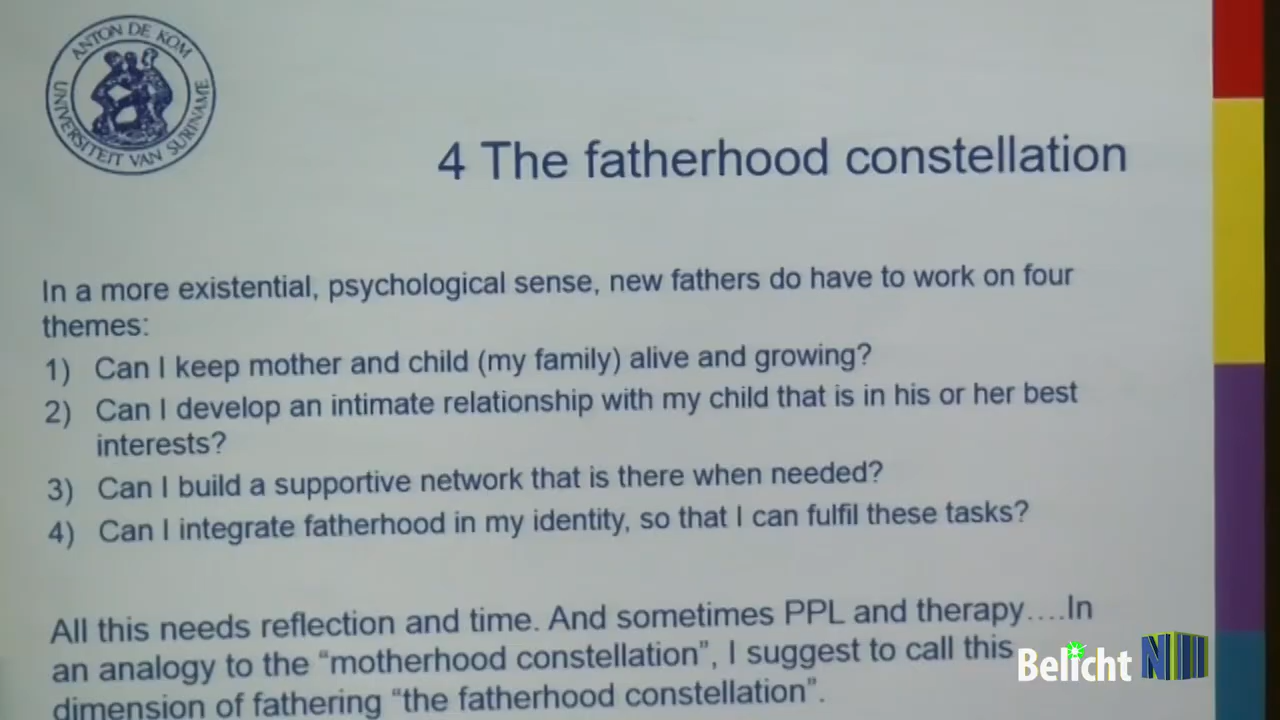 ANTON DE KOM
UNIVERSITEIT VAN SURINAME
4 The fatherhood constellation
In a more existential, psychological sense, new fathers do have to work on four
themes:
1) Can I keep mother and child (my family) alive and growing?
2) Can I develop an intimate relationship with my child that is in his or her best
interests?
3) Can I build a supportive network that is there when needed?
4) Can I integrate fatherhood in my identity, so that I can fulfil these tasks?
All this needs reflection and time. And sometimes PPL and therapy….In
an analogy to the “motherhood constellation”, I suggest to call this
dimension of fathering “the fatherhood constellation”.
Belicht N